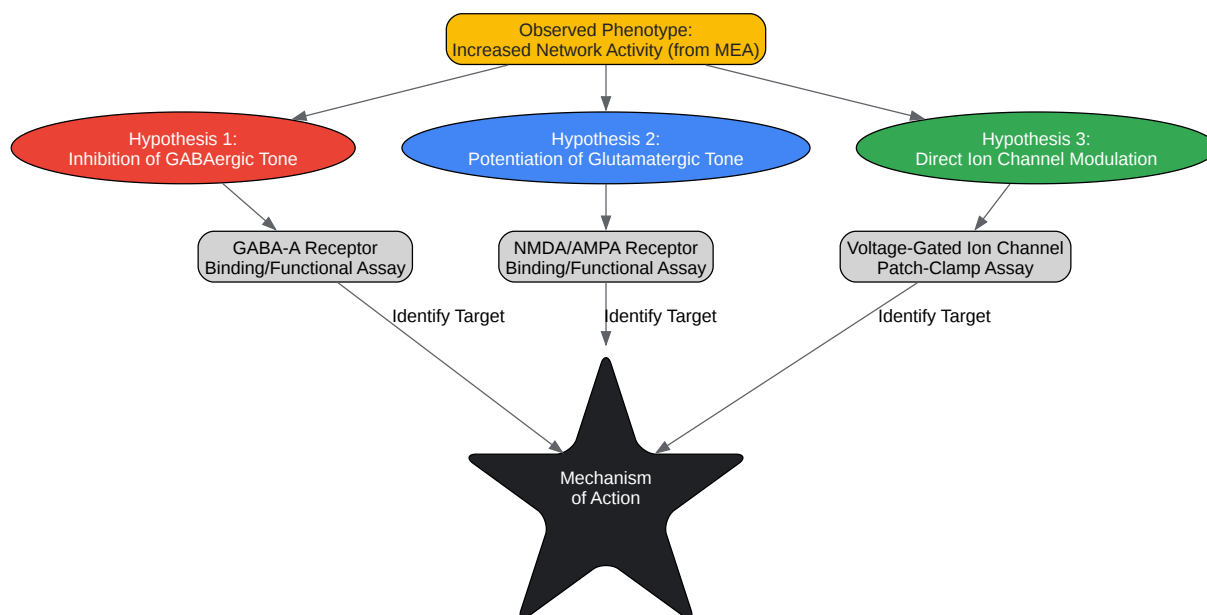 Observed Phenotype:
Increased Network Activity (from MEA)
Hypothesis 1:
Inhibition of GABAergic Tone
Hypothesis 2:
Potentiation of Glutamatergic Tone
Hypothesis 3:
Direct Ion Channel Modulation
GABA-A Receptor
Binding/Functional Assay
NMDA/AMPA Receptor
Binding/Functional Assay
Voltage-Gated Ion Channel
Patch-Clamp Assay
Identify Target
Identify Target
Identify Target
Mechanism
of Action